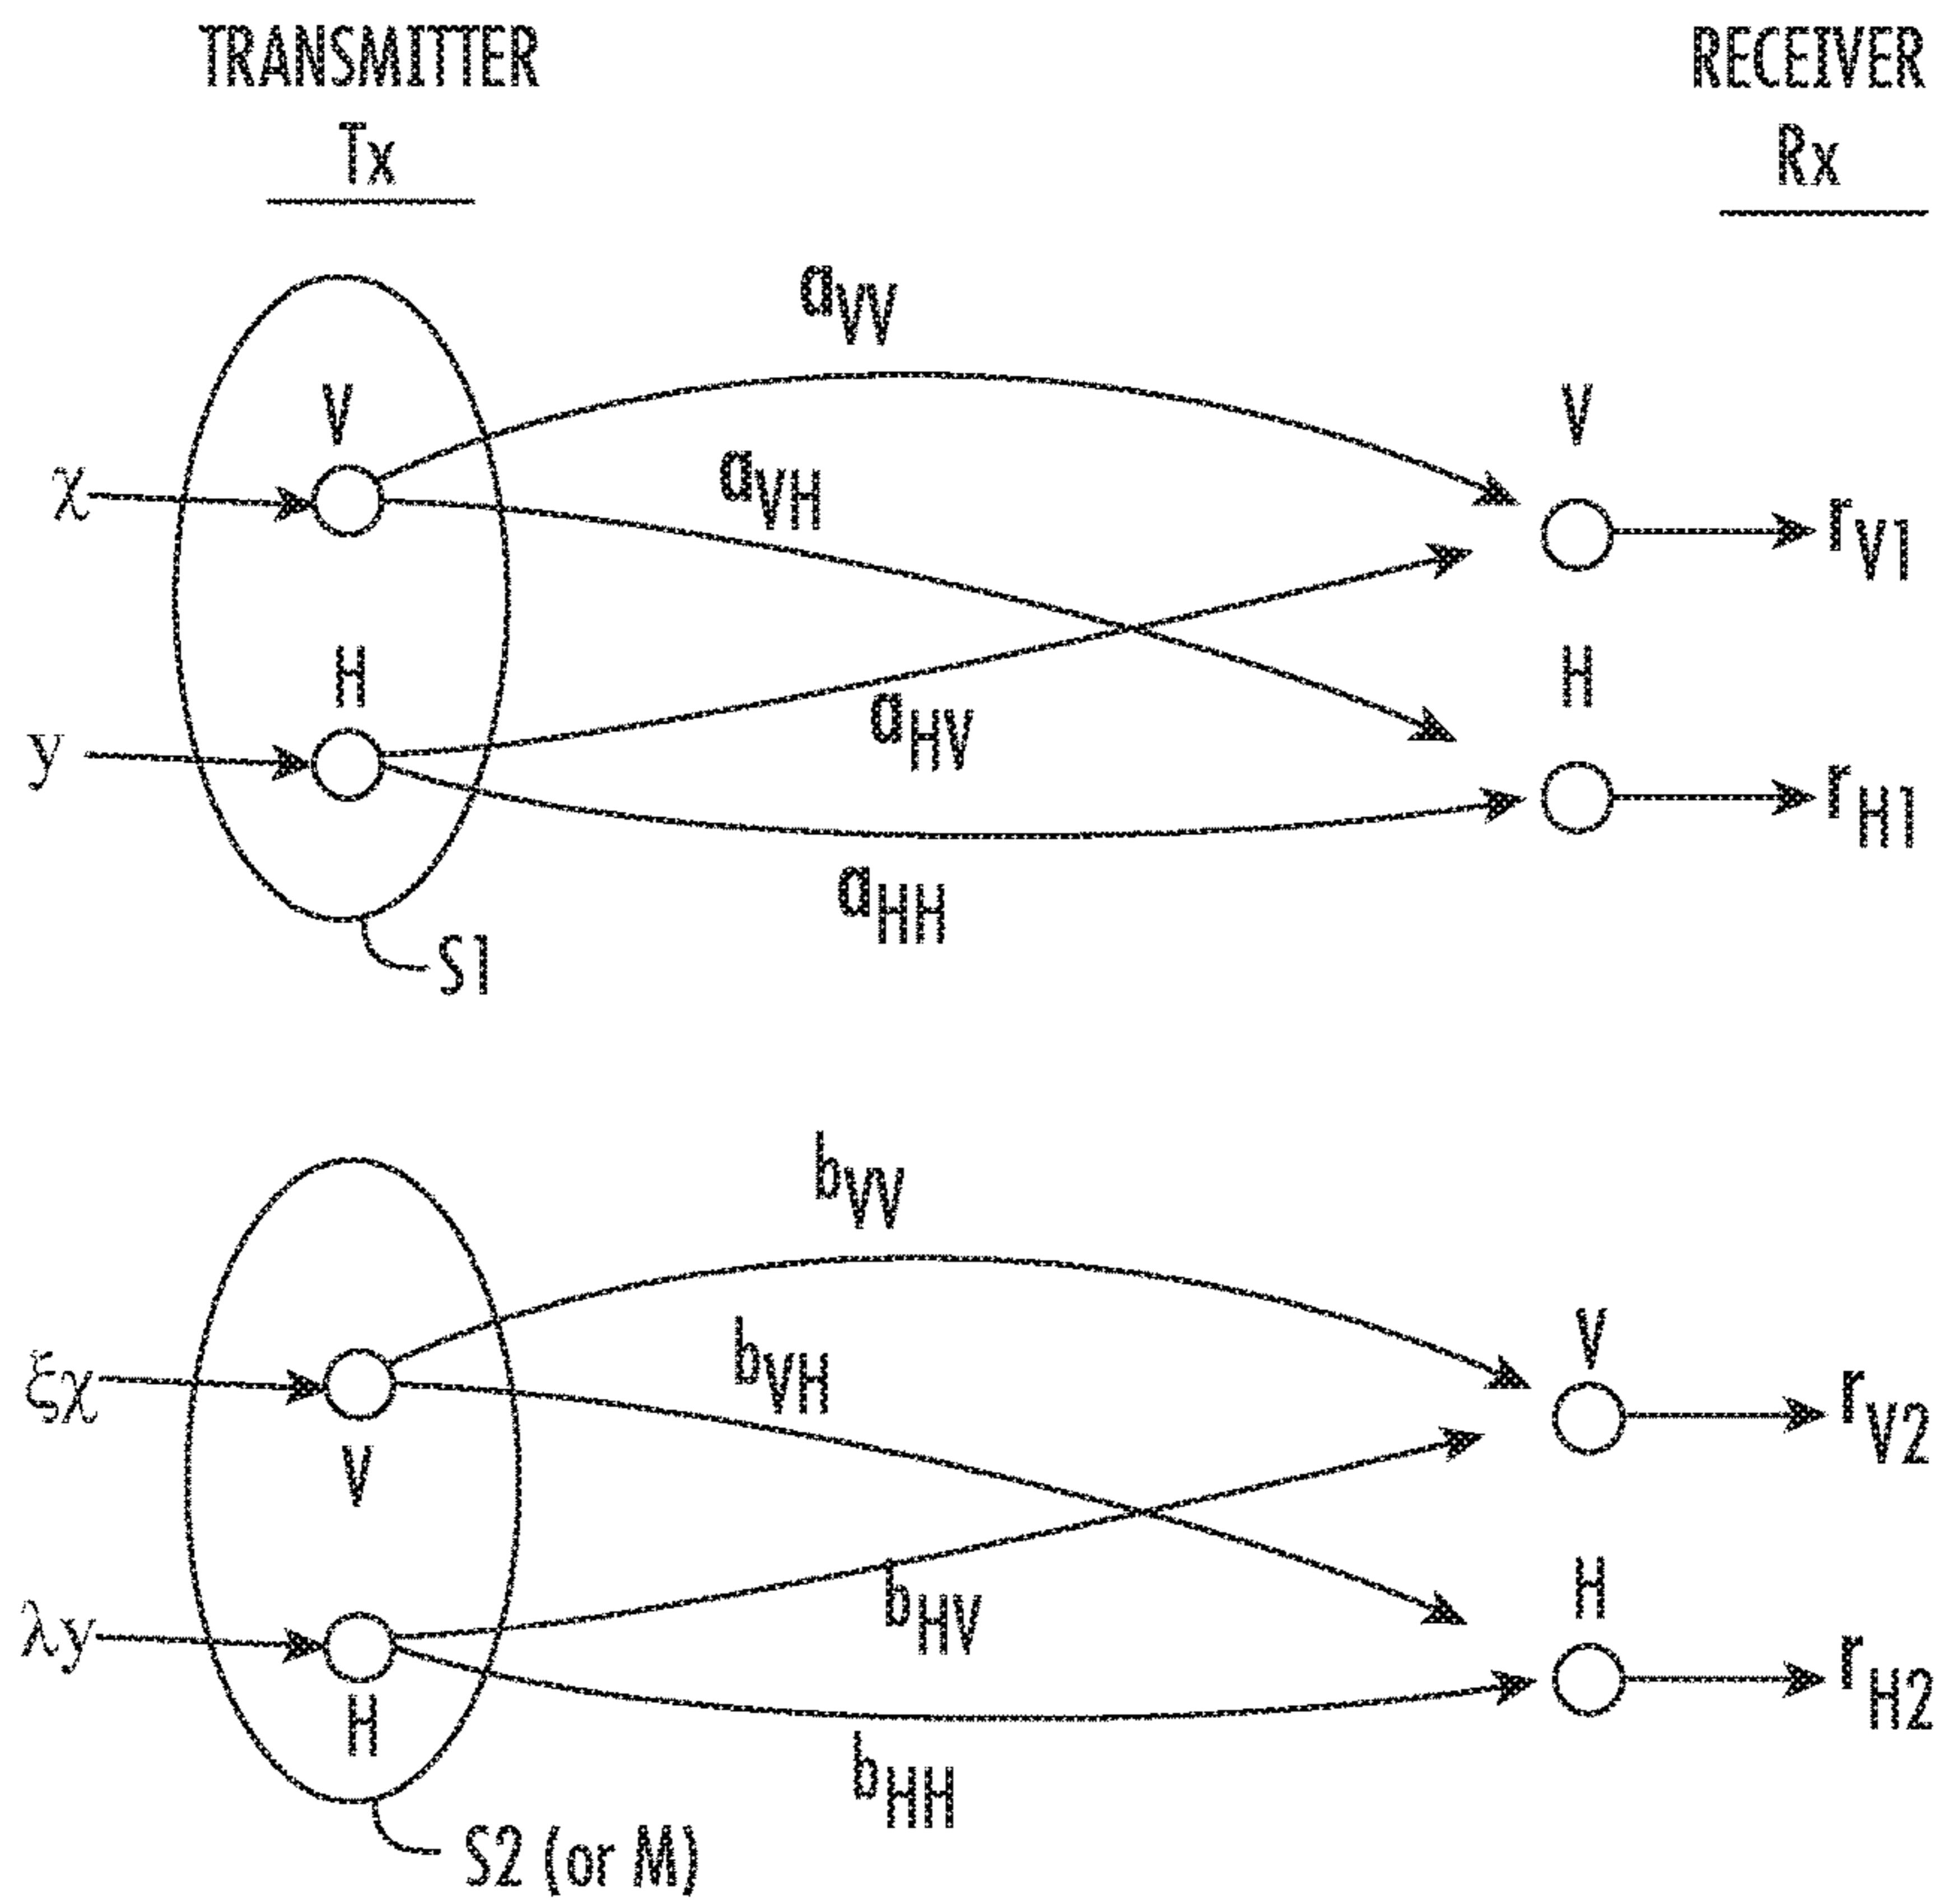 TRANSMITTER
Tx
RECEIVER
Rx
aVV
V
V
χ
aVH
rV1
H
H
y
aHV
rH1
aHH
S1
bVV
V
ξχ
bVH
rV2
V
H
λy
bHV
rH2
H
bHH
S2 (or M)